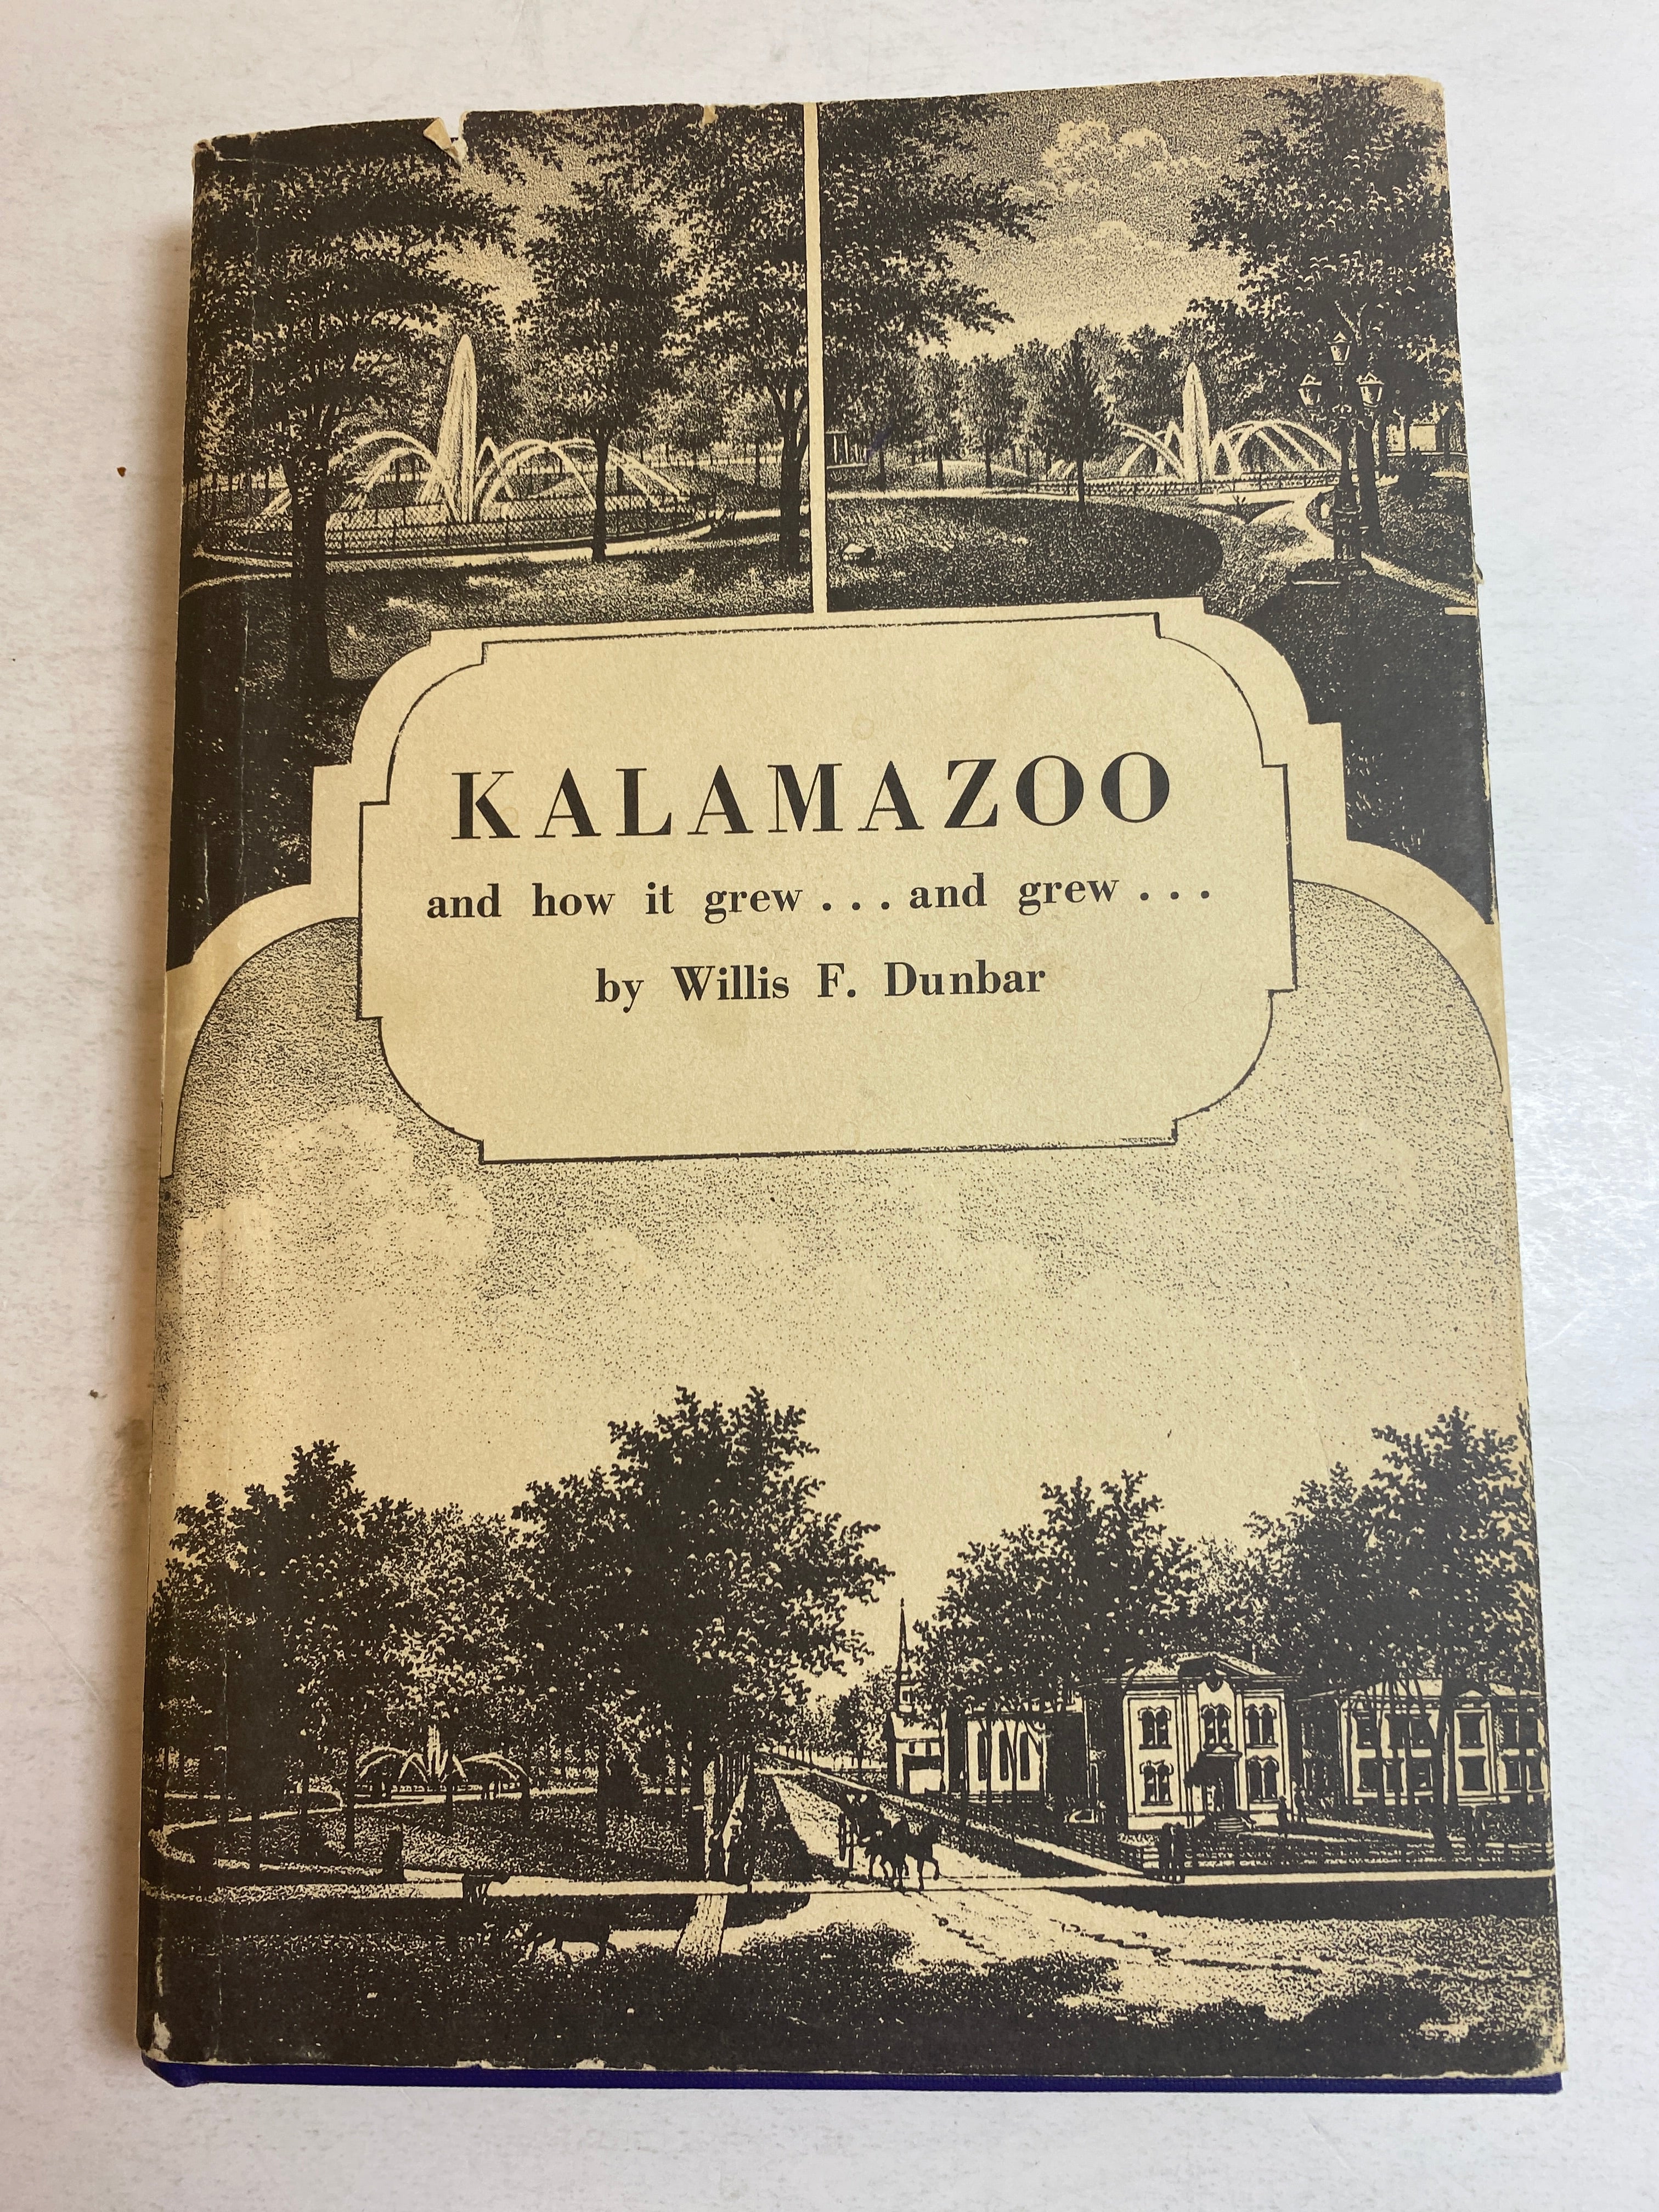 KALAMAZOO
and how it grew . . . and grew . . .
by Willis F. Dunbar